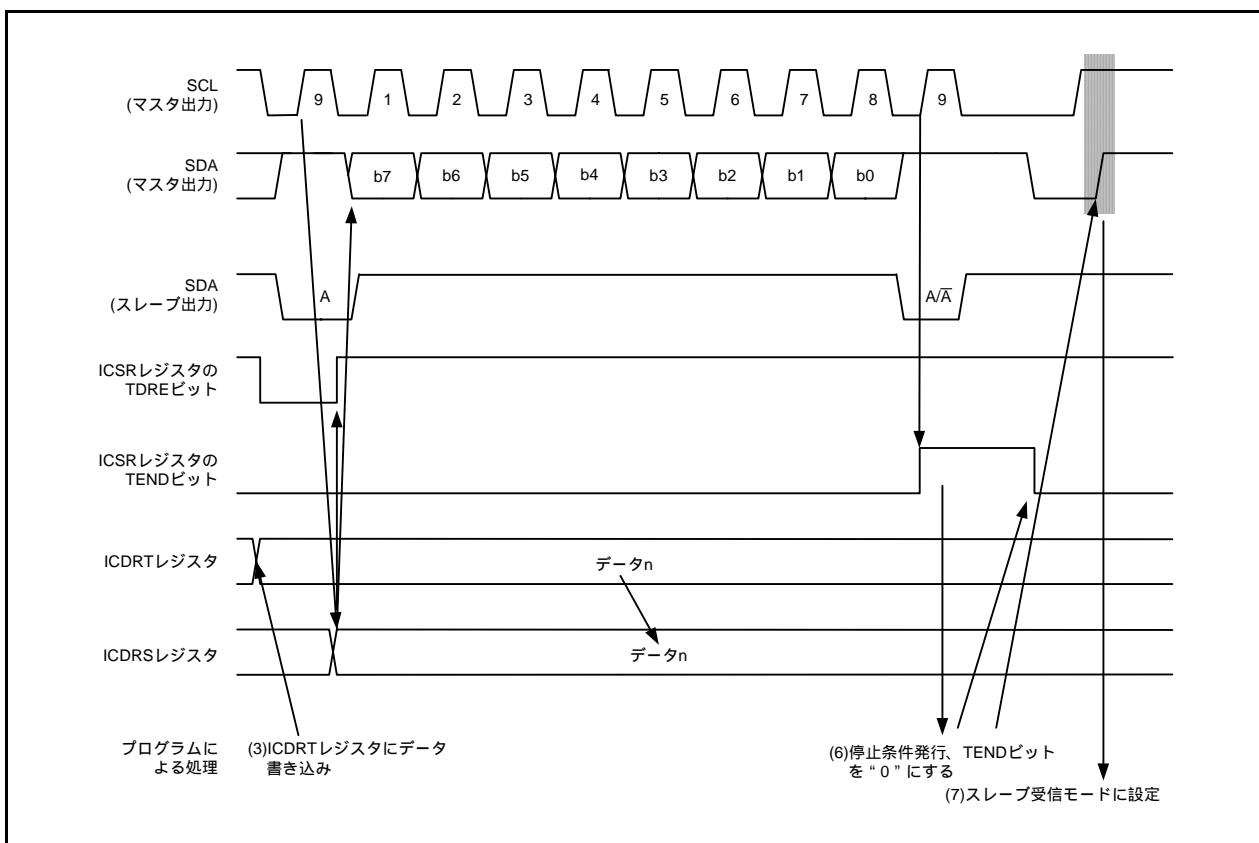 SCL
(マスタ出力)
9 1 2 3 4 5 6 7 8 9
SDA
(マスタ出力)
b7 b6 b5 b4 b3 b2 b1 b0
SDA
(スレーブ出力)
A
A/A̅
ICSRレジスタの
TDREビット
ICSRレジスタの
TENDビット
ICDRTレジスタ
データn
ICDRSレジスタ
データn
プログラムに
よる処理
(3)ICDRTレジスタにデータ
書き込み
(6)停止条件発行、TENDビット
を“0”にする
(7)スレーブ受信モードに設定